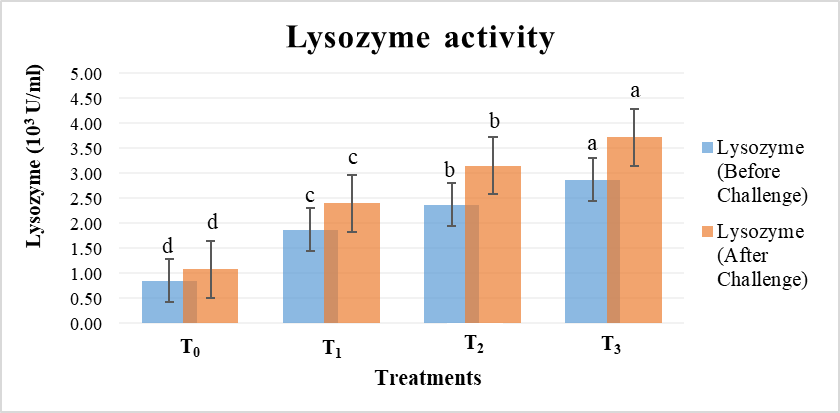 Lysozyme activity
Lysozyme (10³ U/ml)
5.00
4.50
4.00
3.50
3.00
2.50
2.00
1.50
1.00
0.50
0.00
d d c c b b a a
T₀ T₁ T₂ T₃
Treatments
Lysozyme
(Before
Challenge)
Lysozyme
(After
Challenge)